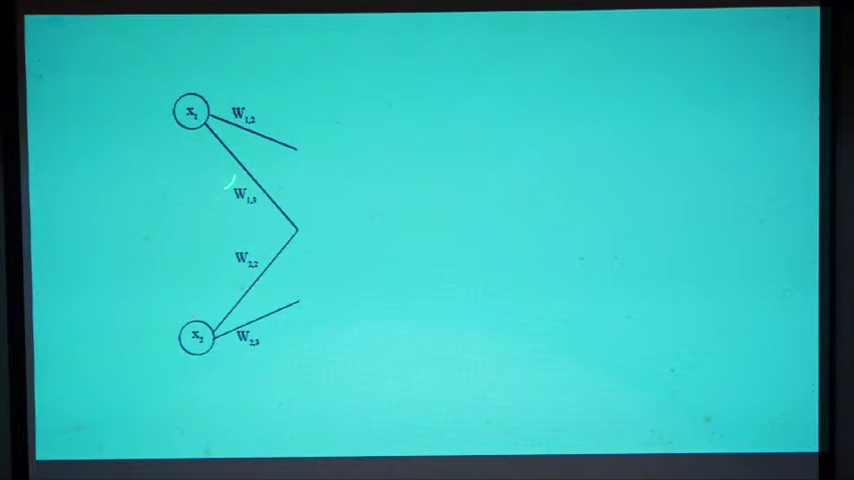 x₁
W₁,₂
W₁,₃
W₂,₂
x₂
W₂,₃